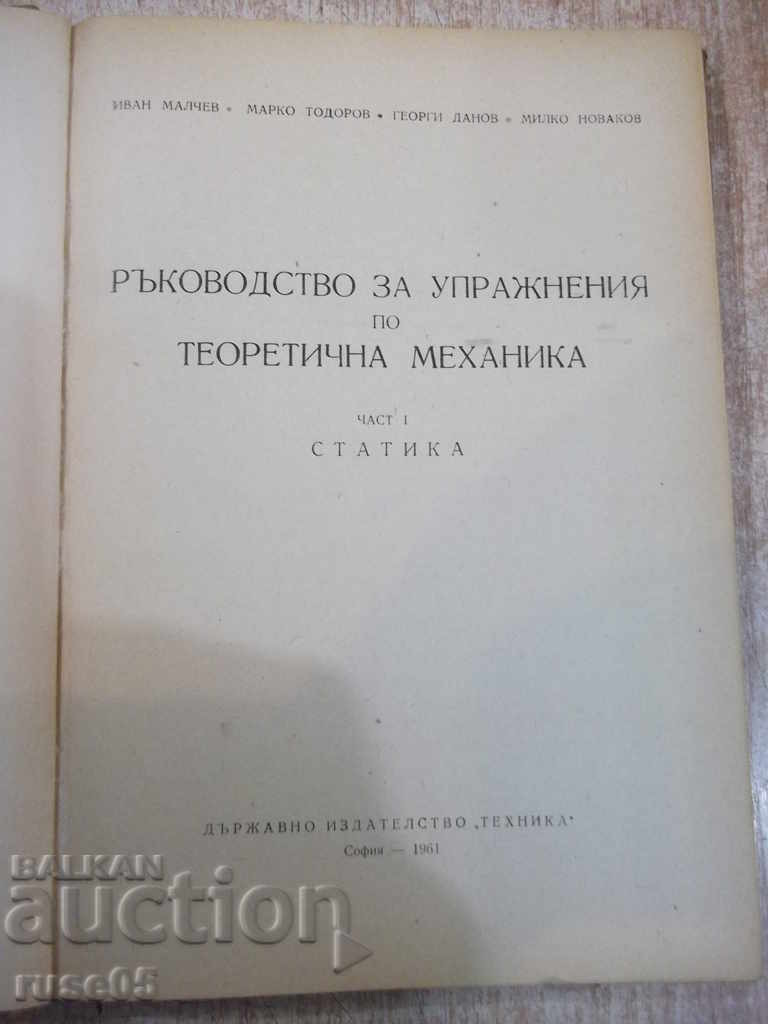 ИВАН МАЛЧЕВ • МАРКО ТОДОРОВ • ГЕОРГИ ДАНОВ • МИЛКО НОВАКОВ
РЪКОВОДСТВО ЗА УПРАЖНЕНИЯ
ПО
ТЕОРЕТИЧНА МЕХАНИКА
ЧАСТ I
СТАТИКА
ДЪРЖАВНО ИЗДАТЕЛСТВО „ТЕХНИКА“
София — 1961
BALKAN
auction
ruse05